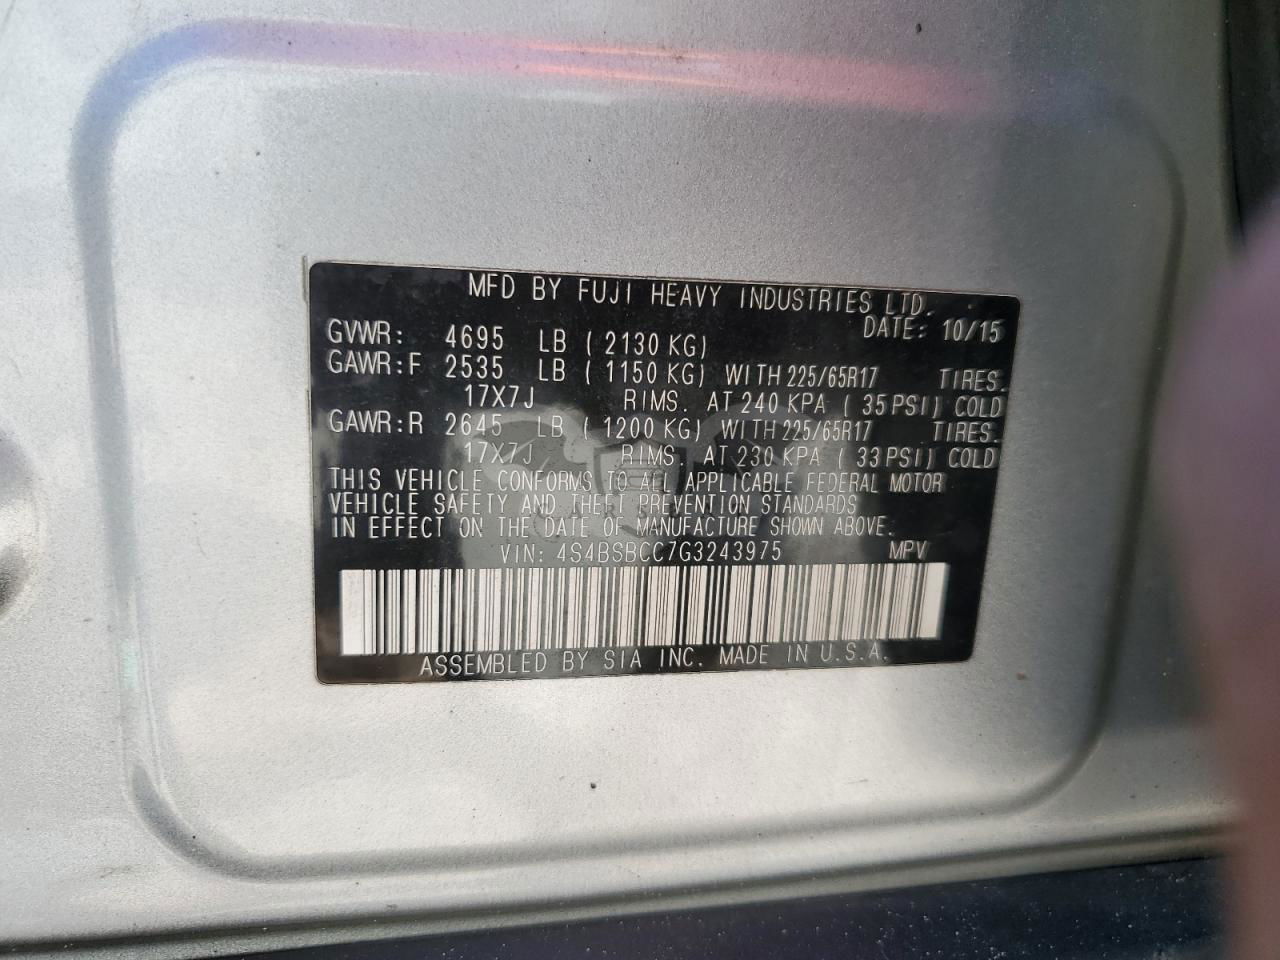 MFD BY FUJI HEAVY INDUSTRIES LTD.
DATE: 10/15
GVWR: 4695 LB ( 2130 KG)
GAWR:F 2535 LB ( 1150 KG) WITH 225/65R17 TIRES.
17X7J RIMS. AT 240 KPA ( 35 PSI) COLD
GAWR:R 2645 LB ( 1200 KG) WITH 225/65R17 TIRES.
17X7J RIMS. AT 230 KPA ( 33 PSI) COLD
THIS VEHICLE CONFORMS TO ALL APPLICABLE FEDERAL MOTOR
VEHICLE SAFETY AND THEFT PREVENTION STANDARDS
IN EFFECT ON THE DATE OF MANUFACTURE SHOWN ABOVE.
VIN: 4S4BSBCC7G3243975 MPV
ASSEMBLED BY SIA INC. MADE IN U.S.A.